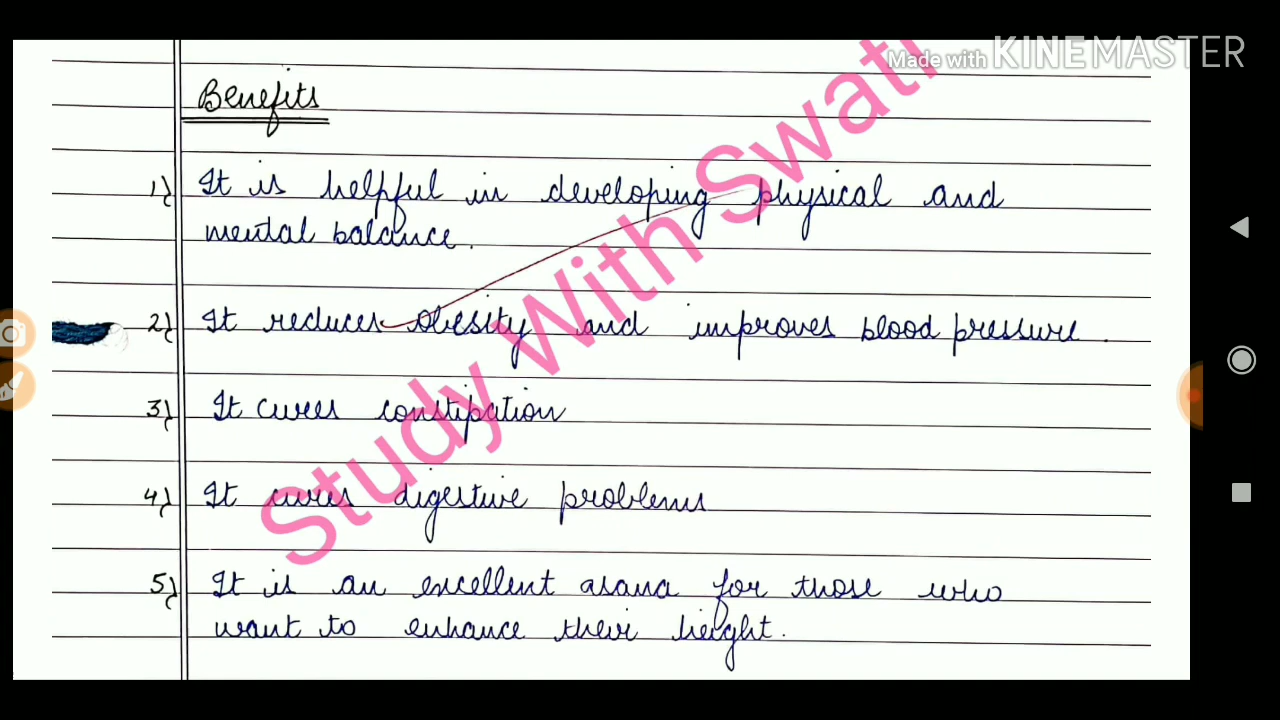 Made with KINEMASTER
Benefits
1) It is helpful in developing physical and
mental balance.
2) It reduces obesity and improves blood pressure.
3) It cures constipation
4) It cures digestive problems
5) It is an excellent asana for those who
want to enhance their height.
Study With Swati